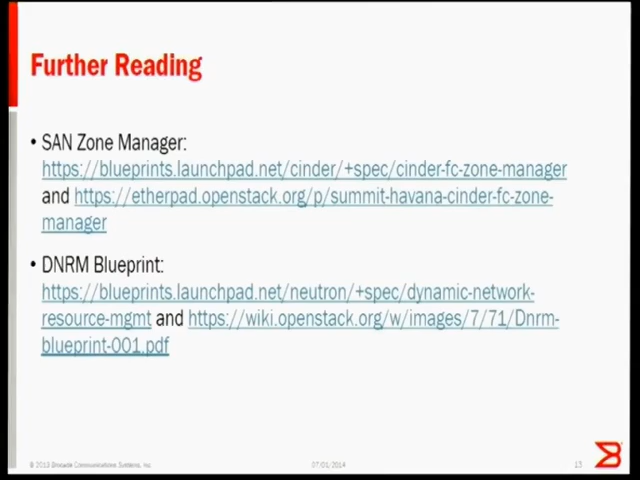 Further Reading
• SAN Zone Manager:
https://blueprints.launchpad.net/cinder/+spec/cinder-fc-zone-manager
and https://etherpad.openstack.org/p/summit-havana-cinder-fc-zone-
manager
• DNRM Blueprint:
https://blueprints.launchpad.net/neutron/+spec/dynamic-network-
resource-mgmt and https://wiki.openstack.org/w/images/7/71/Dnrm-
blueprint-001.pdf
© 2013 Brocade Communications Systems, Inc.
07/01/2014
13